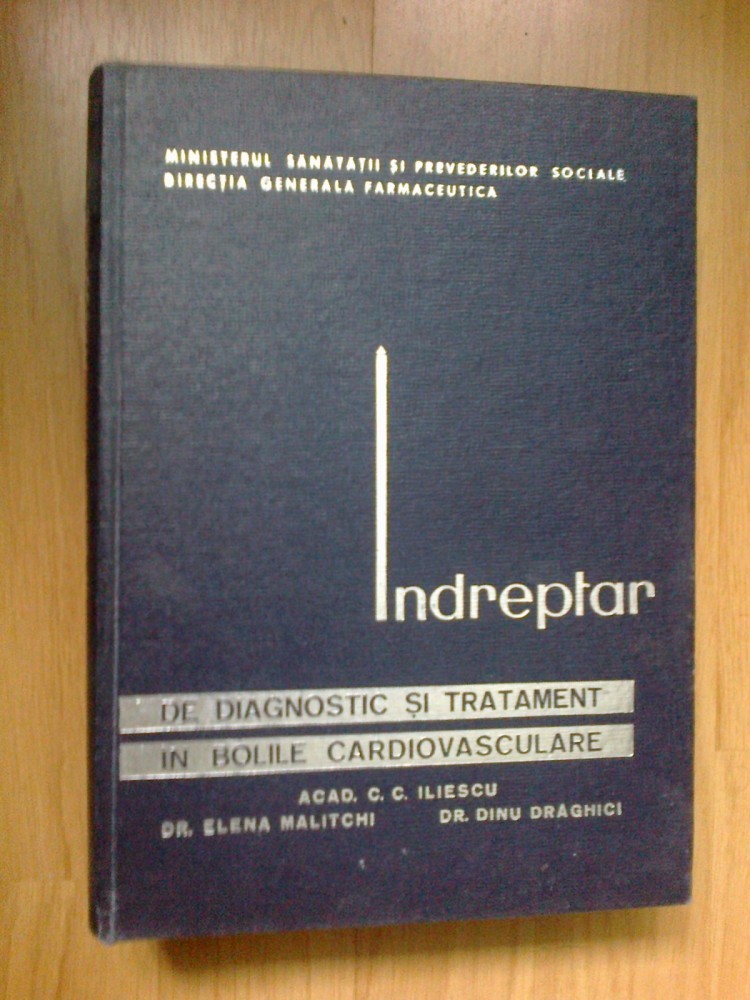 MINISTERUL SANATATII ȘI PREVEDERILOR SOCIALE
DIRECȚIA GENERALA FARMACEUTICA
Indreptar
DE DIAGNOSTIC ȘI TRATAMENT
IN BOLILE CARDIOVASCULARE
ACAD. C. C. ILIESCU
DR. ELENA MALITCHI DR. DINU DRAGHICI